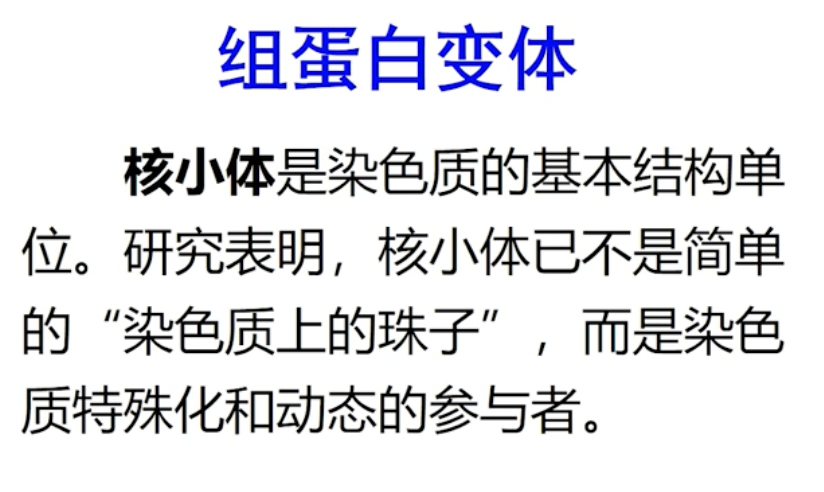 组蛋白变体
核小体是染色质的基本结构单
位。研究表明，核小体已不是简单
的“染色质上的珠子”，而是染色
质特殊化和动态的参与者。